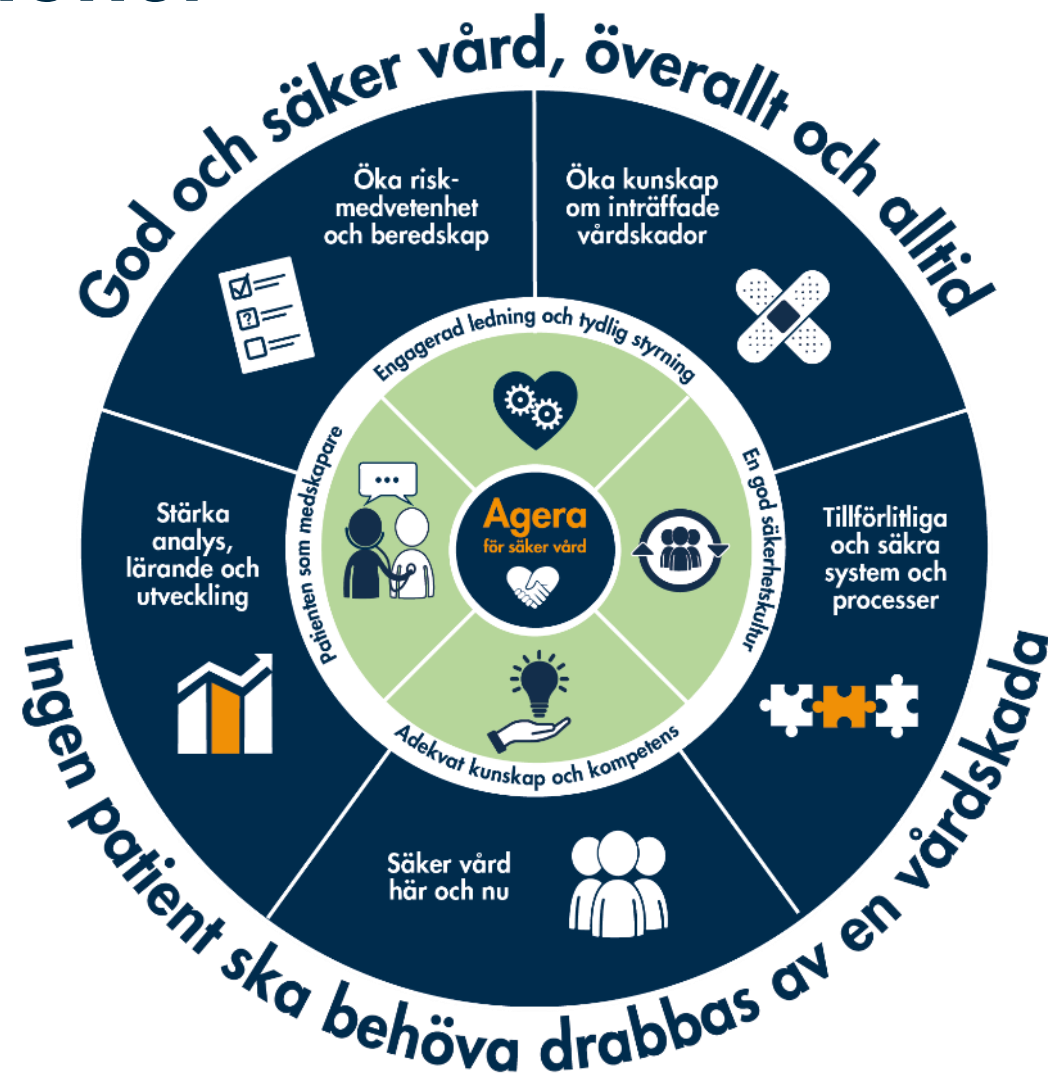 God och säker vård, överallt och alltid
Öka risk-
medvetenhet
och beredskap
Öka kunskap
om inträffade
vårdskador
Engagerad ledning och tydlig styrning
Patienten som medskapare
En god säkerhetskultur
Stärka
analys,
lärande och
utveckling
Agera
för säker vård
Tillförlitliga
och säkra
system och
processer
Adekvat kunskap och kompetens
Säker vård
här och nu
Ingen patient ska behöva drabbas av en vårdskada